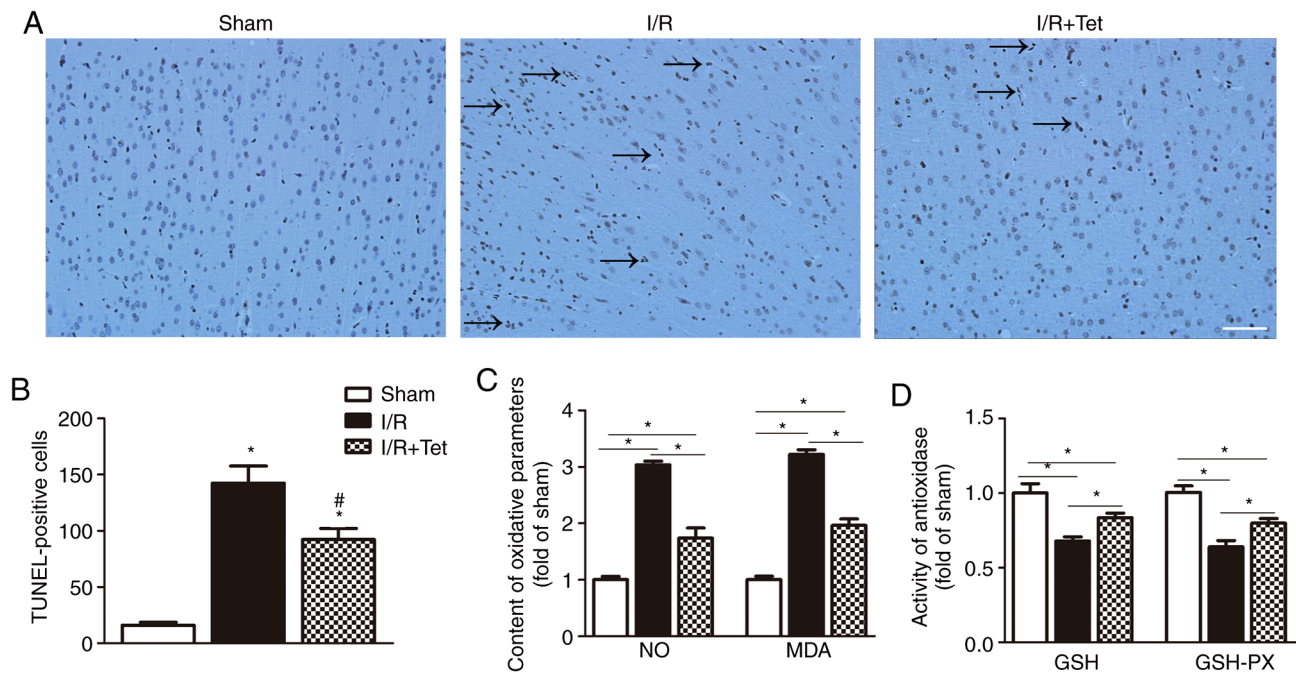 A
Sham
I/R
I/R+Tet
B
TUNEL-positive cells
200
150
100
50
0
*
#
*
Sham
I/R
I/R+Tet
C
Content of oxidative parameters
(fold of sham)
4
3
2
1
0
*
*
*
*
*
*
NO
MDA
D
Activity of antioxidase
(fold of sham)
1.5
1.0
0.5
0.0
*
*
*
*
*
*
GSH
GSH-PX